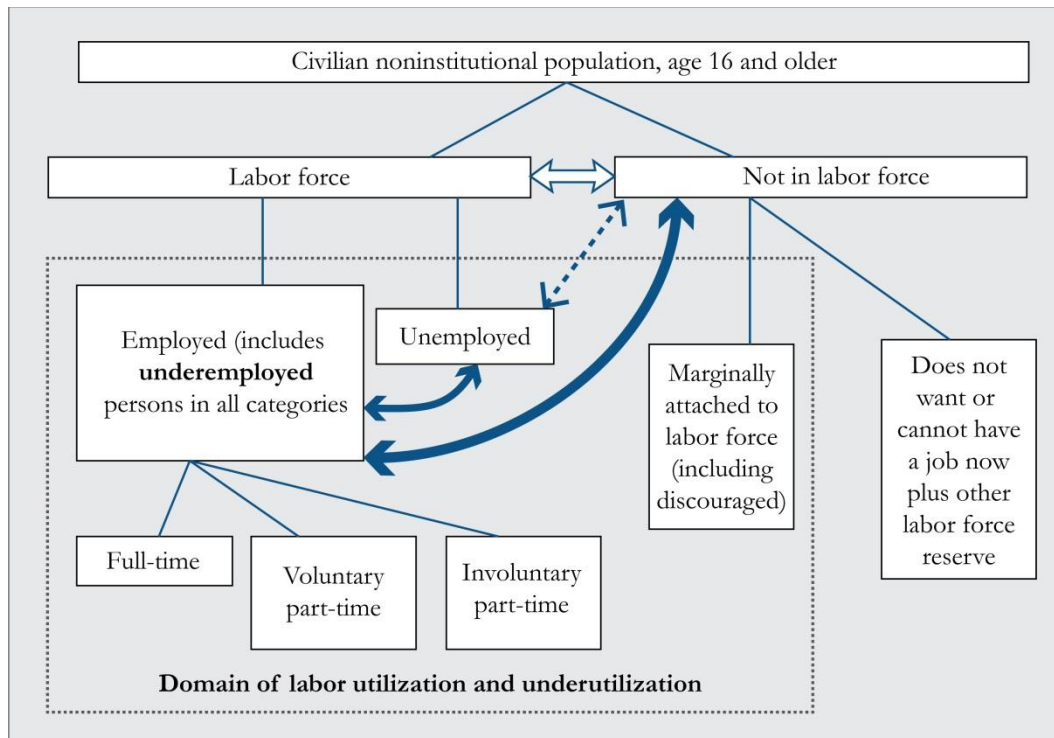 Civilian noninstitutional population, age 16 and older
Labor force
Not in labor force
Employed (includes
underemployed
persons in all categories
Unemployed
Marginally
attached to
labor force
(including
discouraged)
Does not
want or
cannot have
a job now
plus other
labor force
reserve
Full-time
Voluntary
part-time
Involuntary
part-time
Domain of labor utilization and underutilization